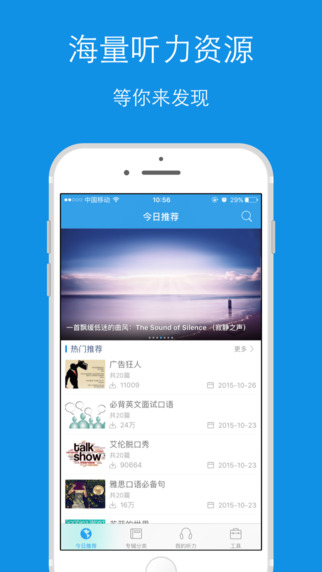 海量听力资源
等你来发现
中国移动
10:56
29%
今日推荐
一首飘缓低迷的曲风：The Sound of Silence （寂静之声）
热门推荐
更多
广告狂人
共20篇
11009
2015-10-26
必背英文面试口语
共20篇
24万
2015-10-23
talk
show
艾伦脱口秀
共20篇
90664
2015-10-23
雅思口语必备句
共20篇
4万
2015-10-23
今日推荐
专辑分类
我的听力
工具